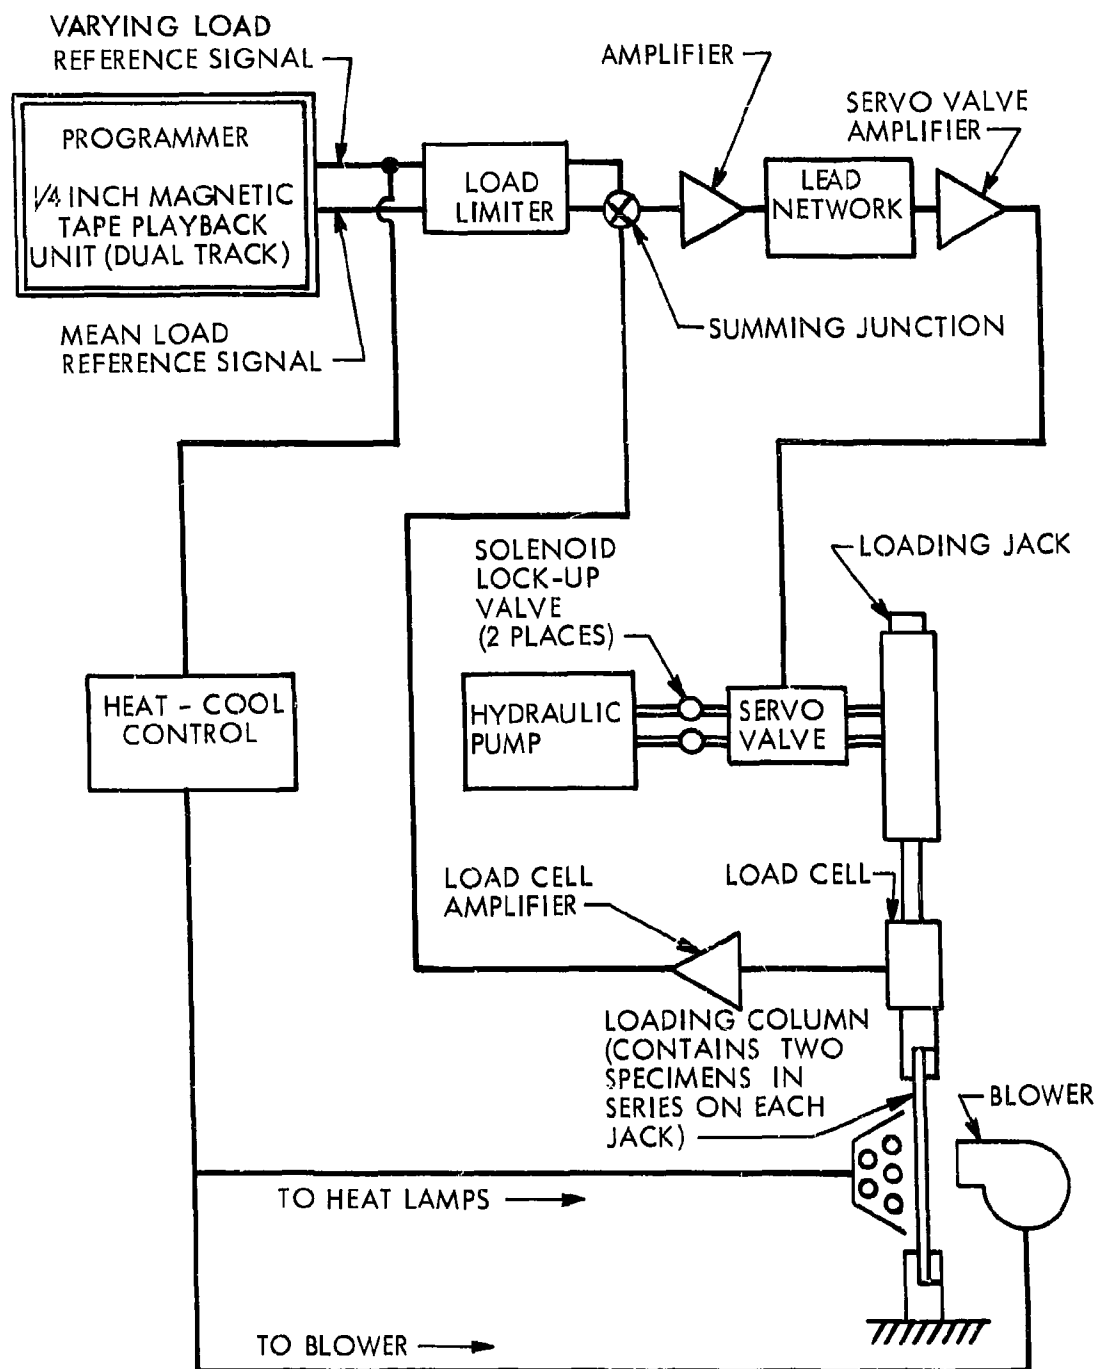 VARYING LOAD
REFERENCE SIGNAL
AMPLIFIER
SERVO VALVE
AMPLIFIER
PROGRAMMER
1/4 INCH MAGNETIC
TAPE PLAYBACK
UNIT (DUAL TRACK)
LOAD
LIMITER
LEAD
NETWORK
MEAN LOAD
REFERENCE SIGNAL
SUMMING JUNCTION
SOLENOID
LOCK-UP
VALVE
(2 PLACES)
LOADING JACK
HEAT - COOL
CONTROL
HYDRAULIC
PUMP
SERVO
VALVE
LOAD CELL
AMPLIFIER
LOAD CELL
LOADING COLUMN
(CONTAINS TWO
SPECIMENS IN
SERIES ON EACH
JACK)
BLOWER
TO HEAT LAMPS
TO BLOWER